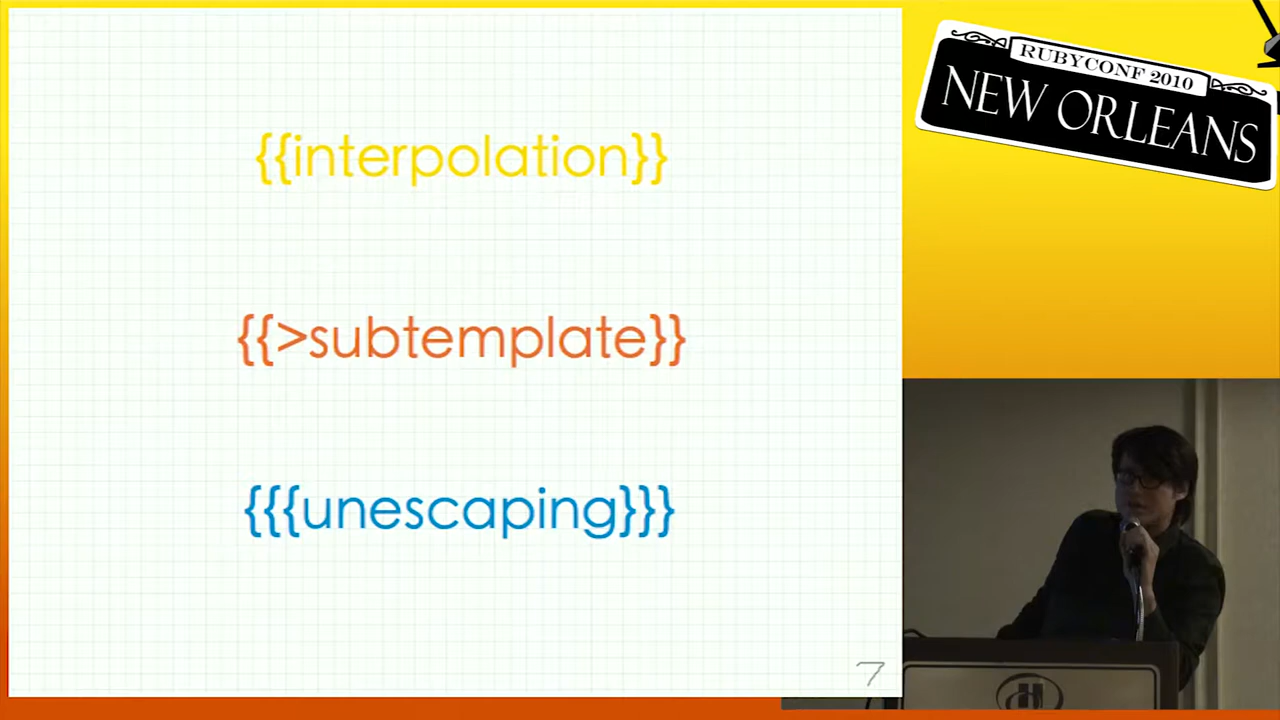 {{interpolation}}
{{>subtemplate}}
{{{unescaping}}}
7
RUBYCONF 2010
NEW ORLEANS
H